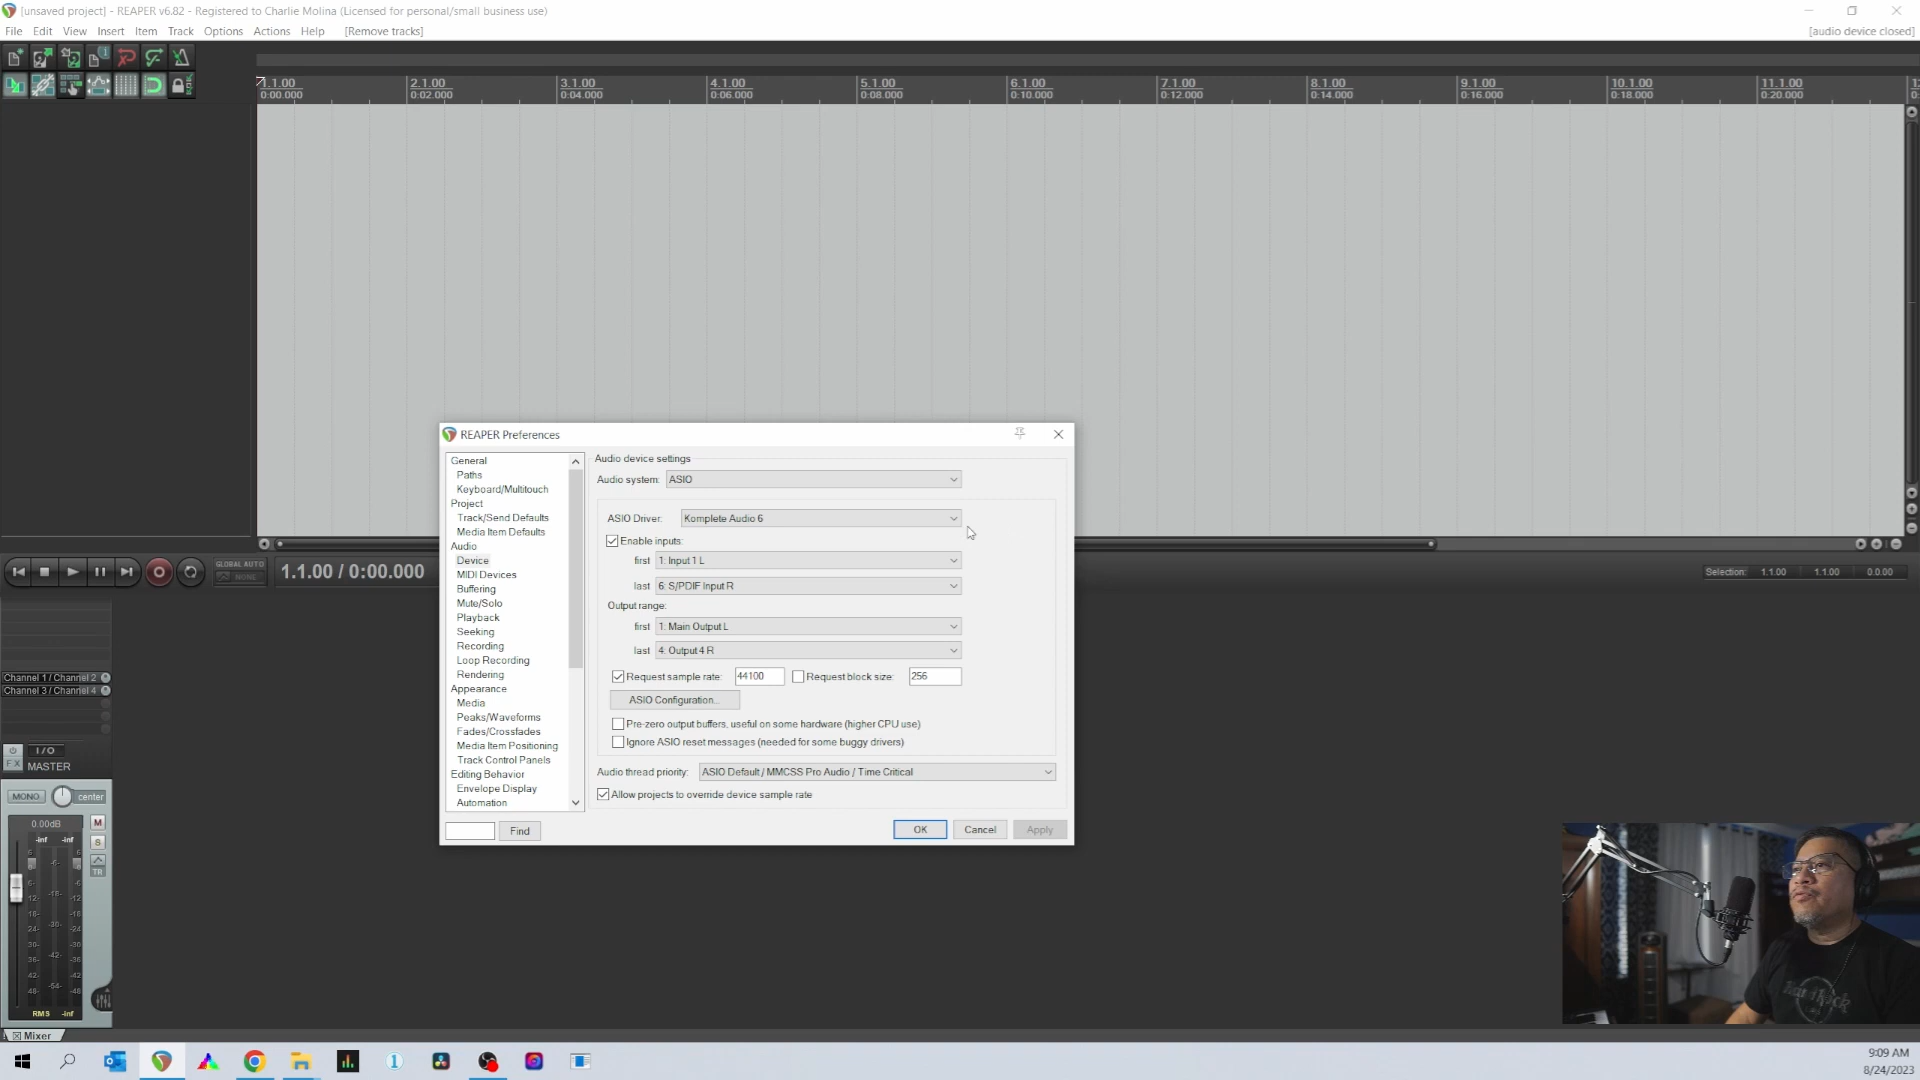 [unsaved project] - REAPER v6.82 - Registered to Charlie Molina (Licensed for personal/small business use)
File Edit View Insert Item Track Options Actions Help [Remove tracks] [audio device closed]
1.1.00 2.1.00 3.1.00 4.1.00 5.1.00 6.1.00 7.1.00 8.1.00 9.1.00 10.1.00 11.1.00
0:00.000 0:02.000 0:04.000 0:06.000 0:08.000 0:10.000 0:12.000 0:14.000 0:16.000 0:18.000 0:20.000
REAPER Preferences
General
Paths
Keyboard/Multitouch
Project
Track/Send Defaults
Media Item Defaults
Audio
Device
MIDI Devices
Buffering
Mute/Solo
Playback
Seeking
Recording
Loop Recording
Rendering
Appearance
Media
Peaks/Waveforms
Fades/Crossfades
Media Item Positioning
Track Control Panels
Editing Behavior
Envelope Display
Automation
Find
Audio device settings
Audio system: ASIO
ASIO Driver: Komplete Audio 6
Enable inputs:
first 1: Input 1 L
last 6: S/PDIF Input R
Output range:
first 1: Main Output L
last 4: Output 4 R
Request sample rate: 44100 Request block size: 256
ASIO Configuration...
Pre-zero output buffers, useful on some hardware (higher CPU use)
Ignore ASIO reset messages (needed for some buggy drivers)
Audio thread priority: ASIO Default / MMCSS Pro Audio / Time Critical
Allow projects to override device sample rate
OK Cancel Apply
GLOBAL AUTO
NONE
1.1.00 / 0:00.000
Selection: 1.1.00 1.1.00 0.0.00
Channel 1 / Channel 2
Channel 3 / Channel 4
I/O
FX MASTER
MONO center
0.00dB M
-inf -inf
S
TR
RMS -inf
Mixer
9:09 AM
8/24/2023